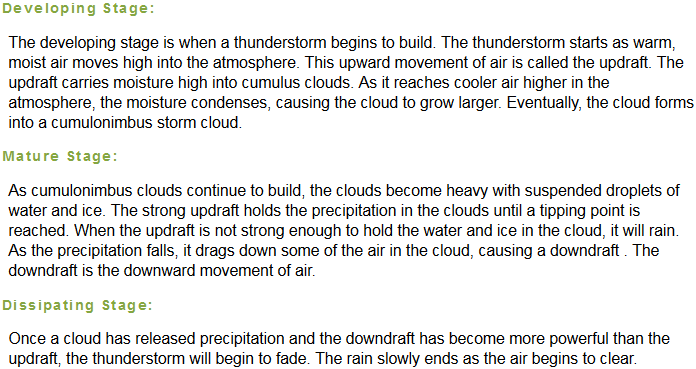 Developing Stage:
The developing stage is when a thunderstorm begins to build. The thunderstorm starts as warm,
moist air moves high into the atmosphere. This upward movement of air is called the updraft. The
updraft carries moisture high into cumulus clouds. As it reaches cooler air higher in the
atmosphere, the moisture condenses, causing the cloud to grow larger. Eventually, the cloud forms
into a cumulonimbus storm cloud.
Mature Stage:
As cumulonimbus clouds continue to build, the clouds become heavy with suspended droplets of
water and ice. The strong updraft holds the precipitation in the clouds until a tipping point is
reached. When the updraft is not strong enough to hold the water and ice in the cloud, it will rain.
As the precipitation falls, it drags down some of the air in the cloud, causing a downdraft . The
downdraft is the downward movement of air.
Dissipating Stage:
Once a cloud has released precipitation and the downdraft has become more powerful than the
updraft, the thunderstorm will begin to fade. The rain slowly ends as the air begins to clear.